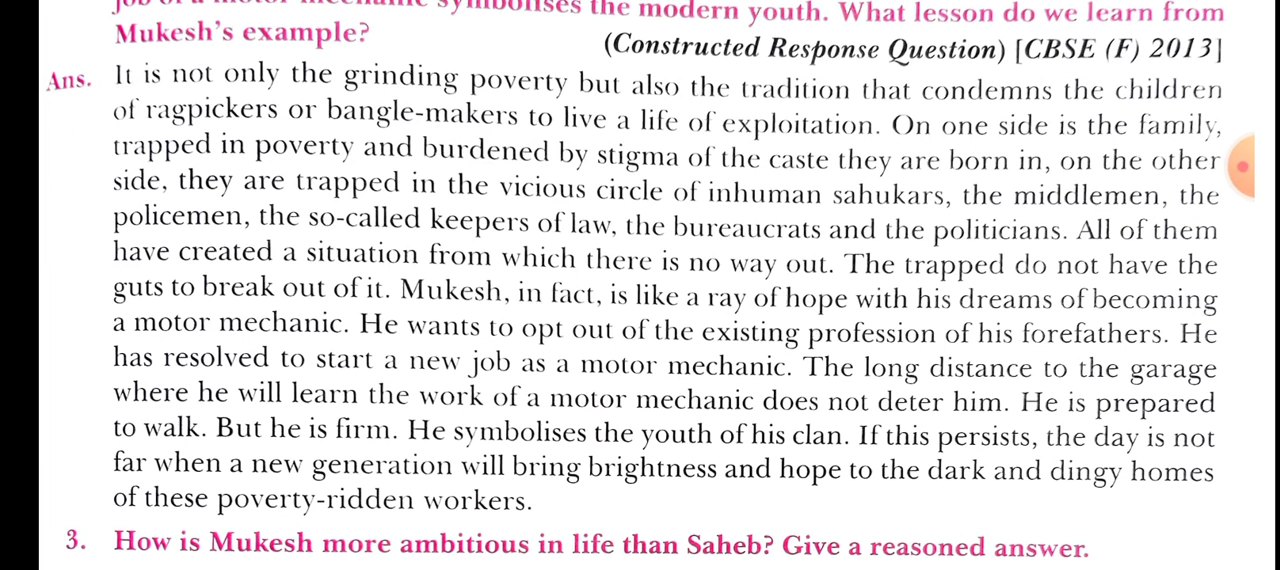 job of a motor mechanic symbolises the modern youth. What lesson do we learn from
Mukesh's example?
(Constructed Response Question) [CBSE (F) 2013]
Ans. It is not only the grinding poverty but also the tradition that condemns the children
of ragpickers or bangle-makers to live a life of exploitation. On one side is the family,
trapped in poverty and burdened by stigma of the caste they are born in, on the other
side, they are trapped in the vicious circle of inhuman sahukars, the middlemen, the
policemen, the so-called keepers of law, the bureaucrats and the politicians. All of them
have created a situation from which there is no way out. The trapped do not have the
guts to break out of it. Mukesh, in fact, is like a ray of hope with his dreams of becoming
a motor mechanic. He wants to opt out of the existing profession of his forefathers. He
has resolved to start a new job as a motor mechanic. The long distance to the garage
where he will learn the work of a motor mechanic does not deter him. He is prepared
to walk. But he is firm. He symbolises the youth of his clan. If this persists, the day is not
far when a new generation will bring brightness and hope to the dark and dingy homes
of these poverty-ridden workers.
3. How is Mukesh more ambitious in life than Saheb? Give a reasoned answer.